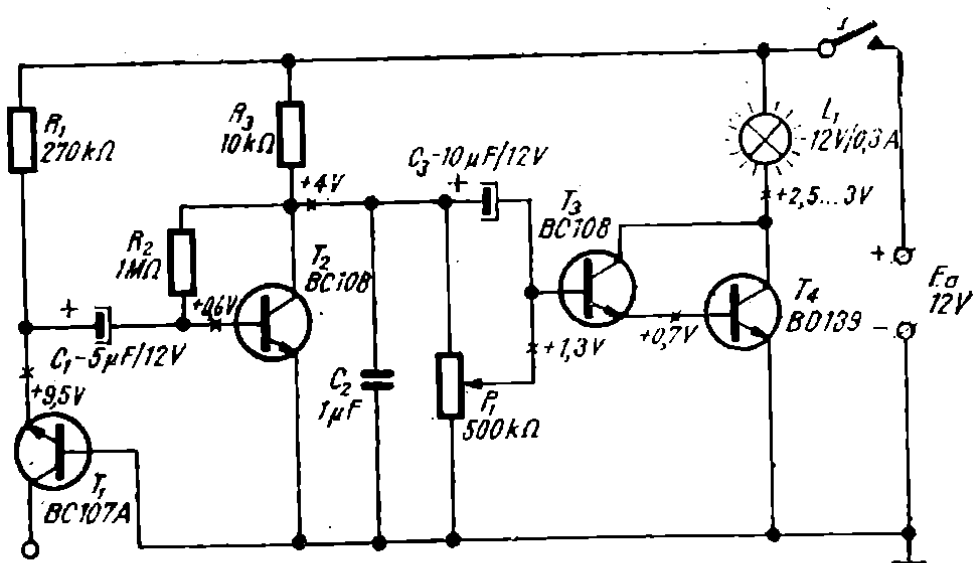 R1
270kΩ
R3
10kΩ
C3-10µF/12V
+
+4V
T3
BC108
L1
12V/0,3A
+2,5...3V
R2
1MΩ
T2
BC108
+0,6V
+
C1-5µF/12V
+9,5V
T1
BC107A
C2
1µF
P1
500kΩ
+1,3V
+0,7V
T4
BD139
+
Ea
12V
-